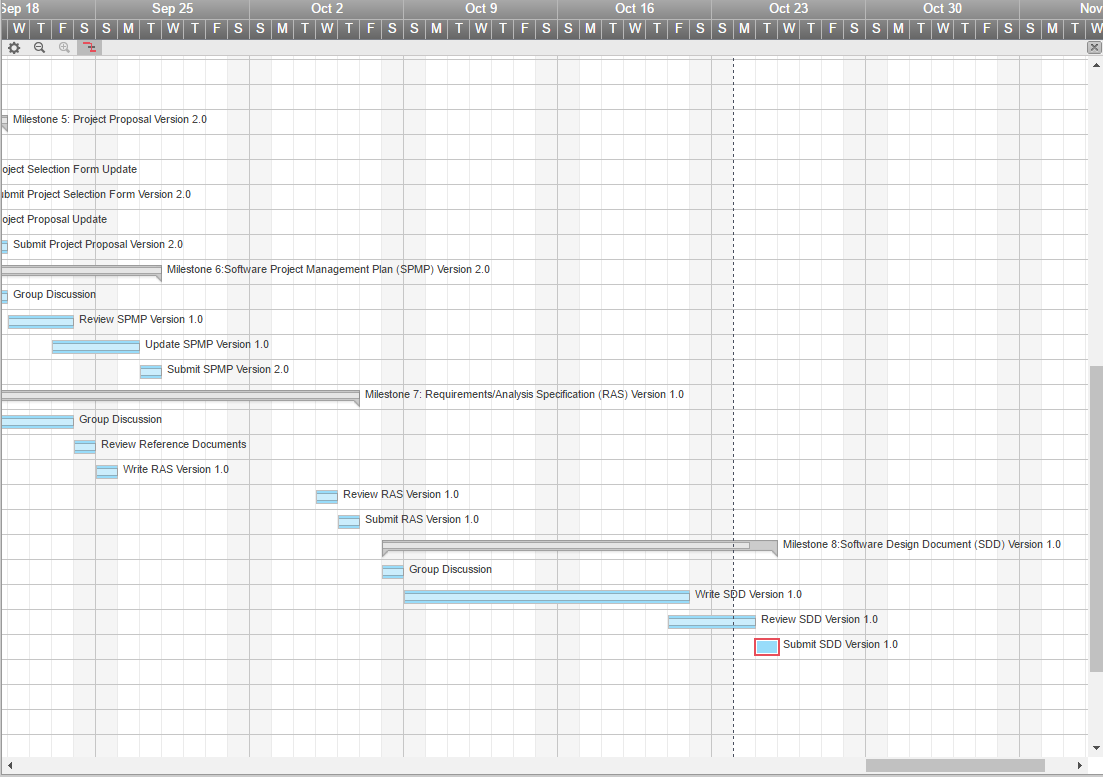 Sep 18 Sep 25 Oct 2 Oct 9 Oct 16 Oct 23 Oct 30 Nov
W T F S S M T W T F S S M T W T F S S M T W T F S S M T W T F S S M T W T F S S M T W T F S S M T W
Milestone 5: Project Proposal Version 2.0
oject Selection Form Update
ubmit Project Selection Form Version 2.0
oject Proposal Update
Submit Project Proposal Version 2.0
Milestone 6:Software Project Management Plan (SPMP) Version 2.0
Group Discussion
Review SPMP Version 1.0
Update SPMP Version 1.0
Submit SPMP Version 2.0
Milestone 7: Requirements/Analysis Specification (RAS) Version 1.0
Group Discussion
Review Reference Documents
Write RAS Version 1.0
Review RAS Version 1.0
Submit RAS Version 1.0
Milestone 8:Software Design Document (SDD) Version 1.0
Group Discussion
Write SDD Version 1.0
Review SDD Version 1.0
Submit SDD Version 1.0